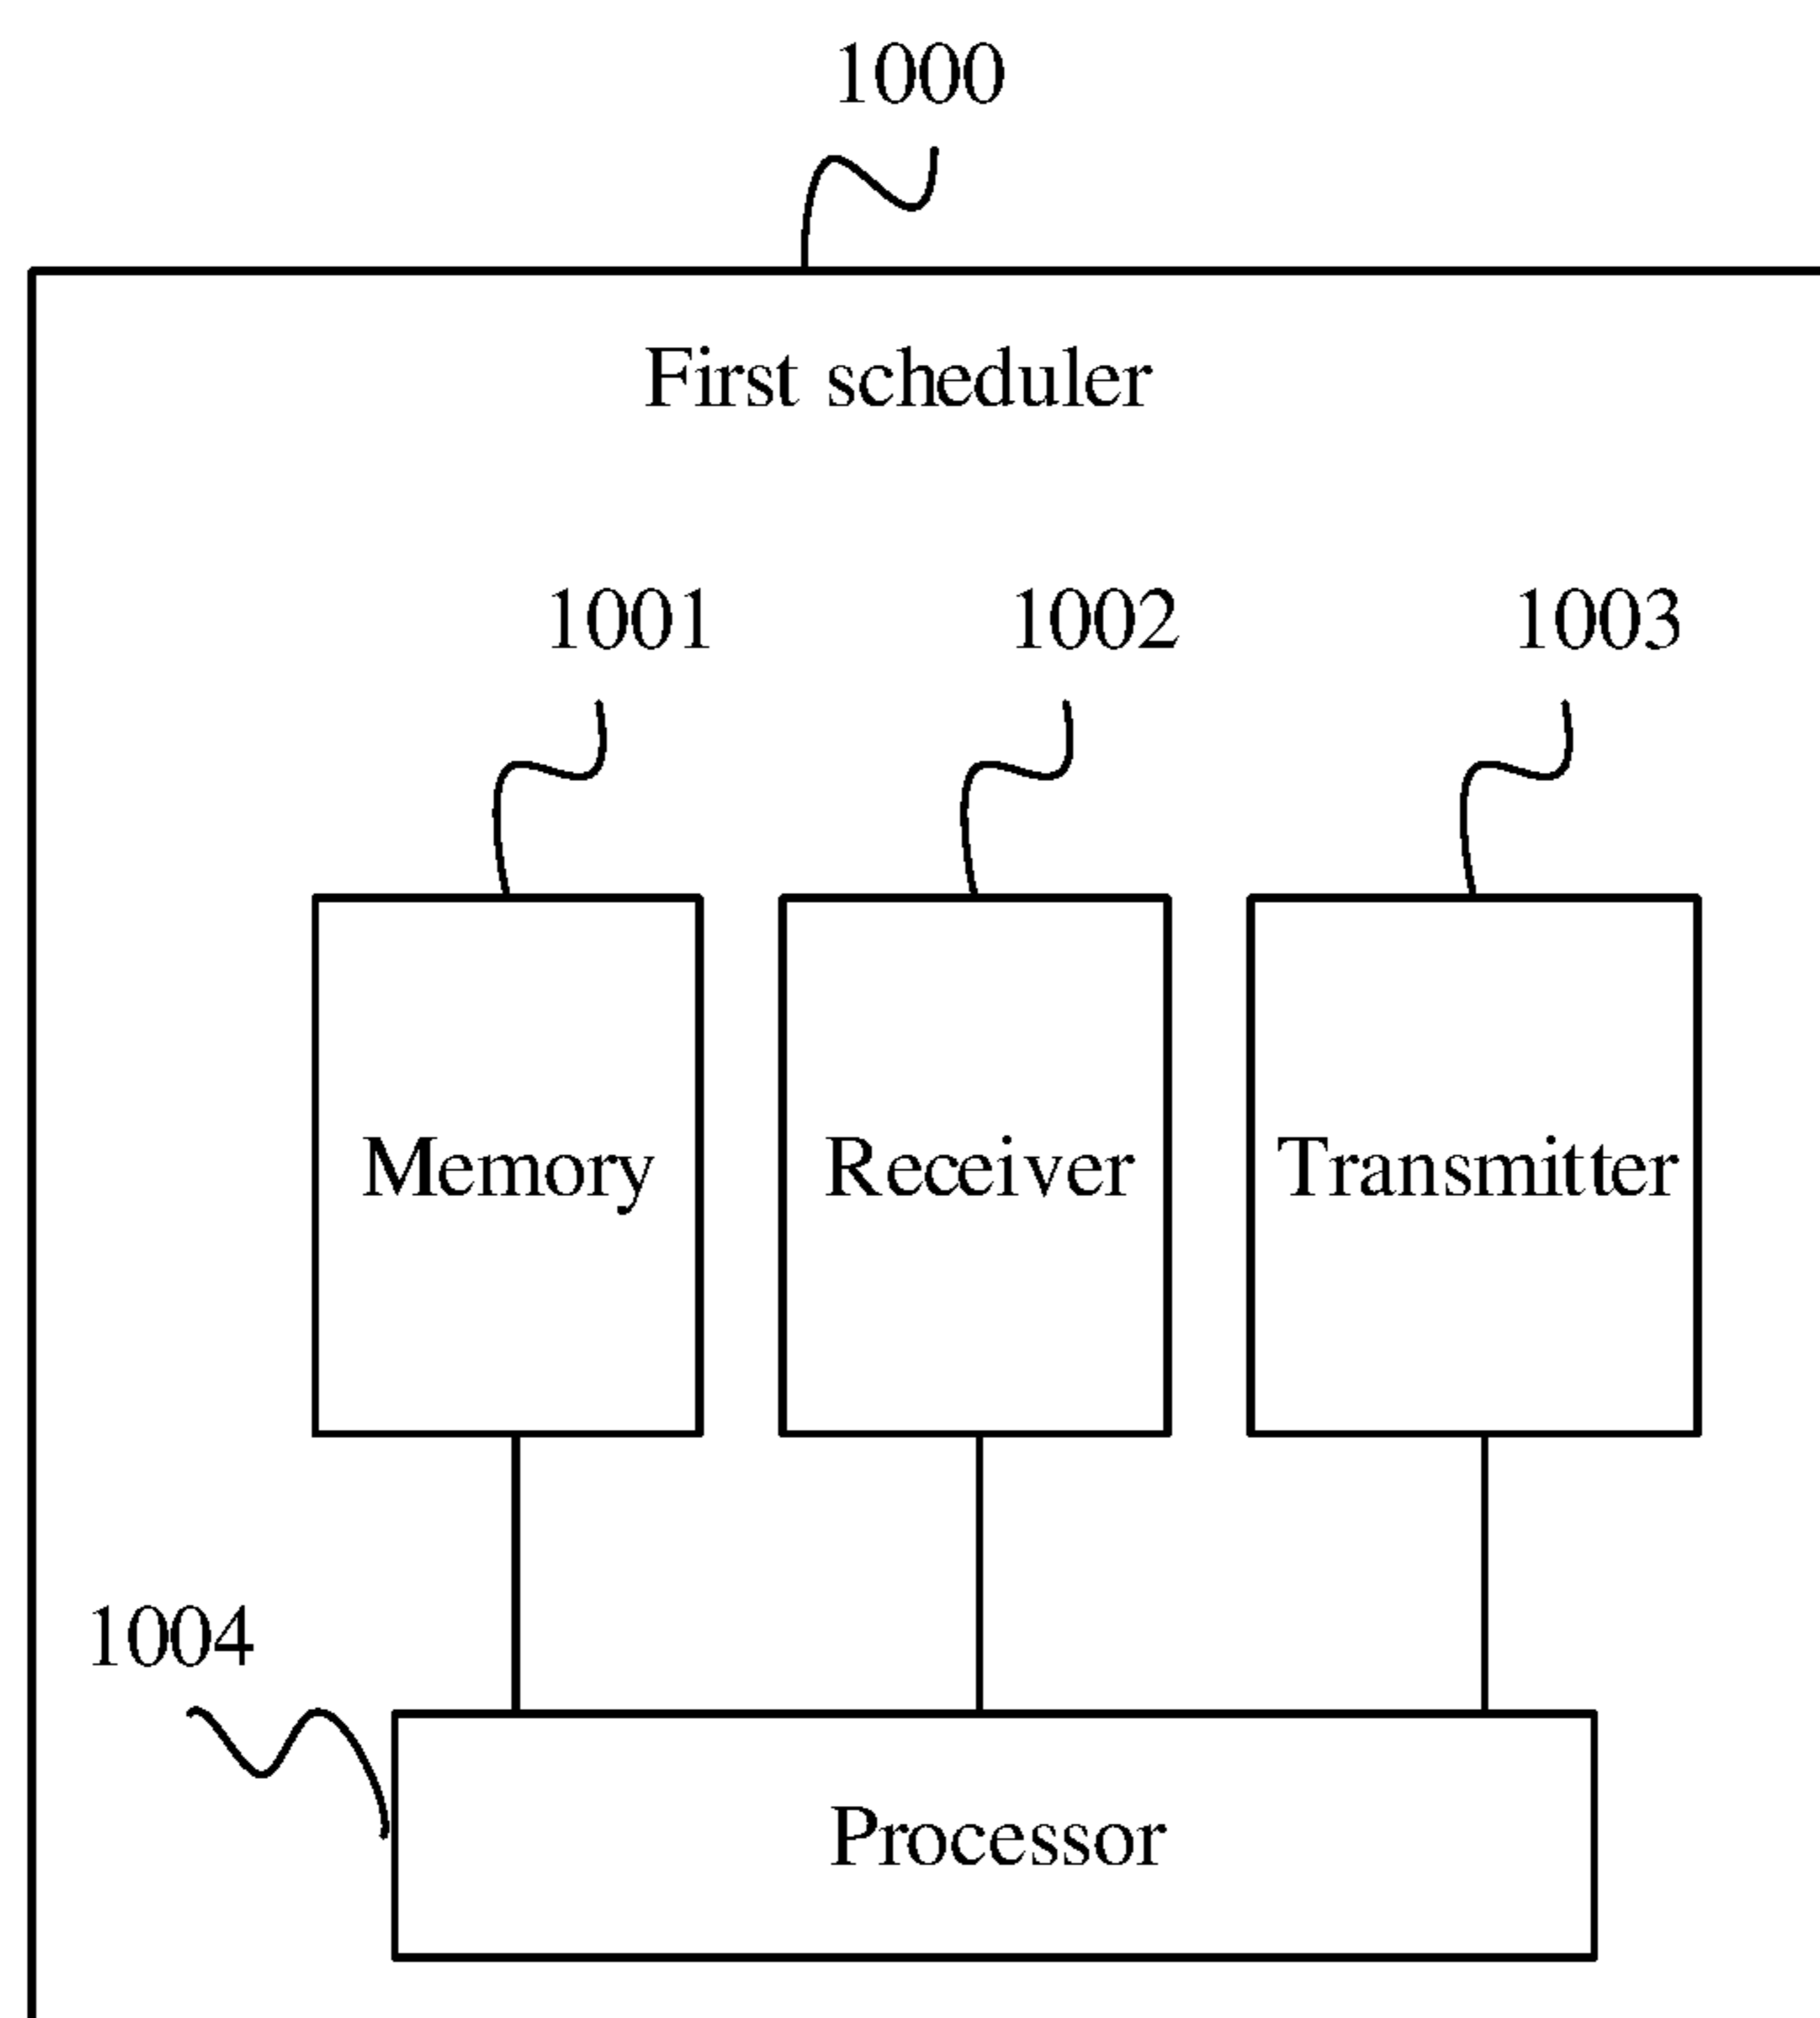 1000
First scheduler
1001 1002 1003
Memory Receiver Transmitter
1004
Processor